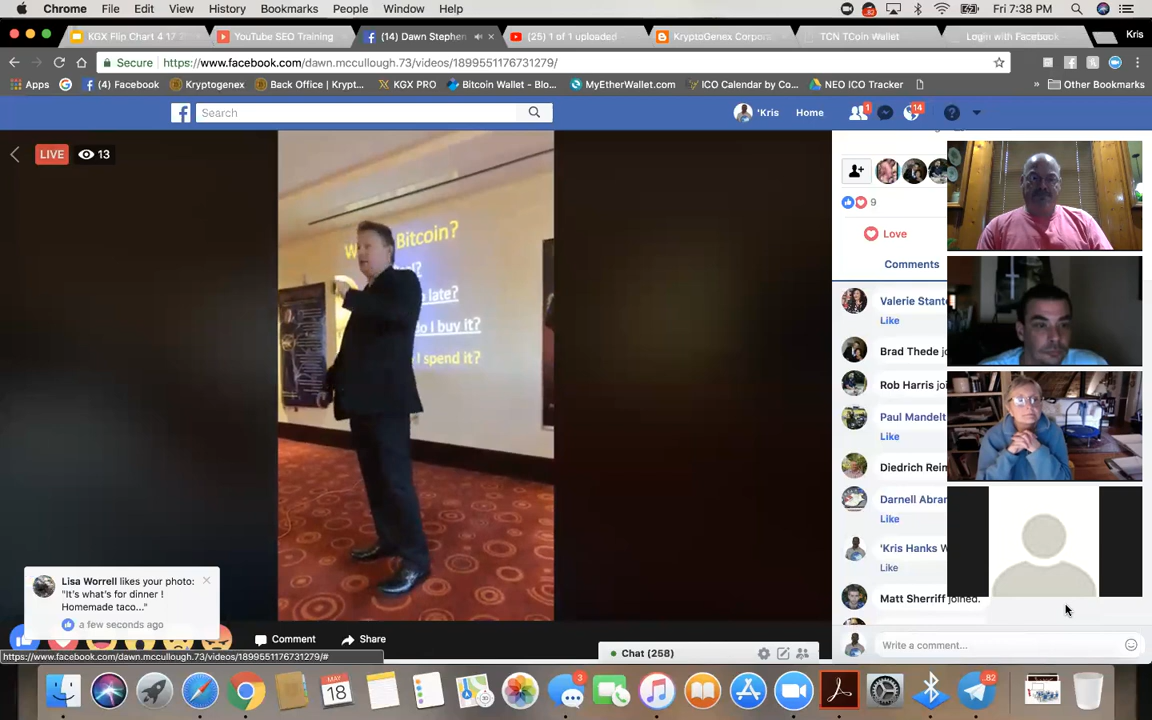 Chrome File Edit View History Bookmarks People Window Help Fri 7:38 PM
KGX Flip Chart 4 17 YouTube SEO Training (14) Dawn Stephen (25) 1 of 1 uploaded KryptoGenex Corpora TCN TCoin Wallet Login with Facebook Kris
Secure https://www.facebook.com/dawn.mccullough.73/videos/1899551176731279/
Apps (4) Facebook Kryptogenex Back Office | Krypt... KGX PRO Bitcoin Wallet - Blo... MyEtherWallet.com ICO Calendar by Co... NEO ICO Tracker » Other Bookmarks
Search 'Kris Home 1 14
LIVE 13
9
Love
Comments
Bitcoin?
late?
do I buy it?
I spend it?
Valerie Stant
Like
Brad Thede joi
Rob Harris joi
Paul Mandelt
Like
Diedrich Rein
Darnell Abrar
Like
'Kris Hanks W
Like
Matt Sherriff joined.
Lisa Worrell likes your photo:
"It's what's for dinner !
Homemade taco..."
a few seconds ago
Comment Share
Chat (258)
Write a comment...
https://www.facebook.com/dawn.mccullough.73/videos/1899551176731279/#
MAY
18
3
82